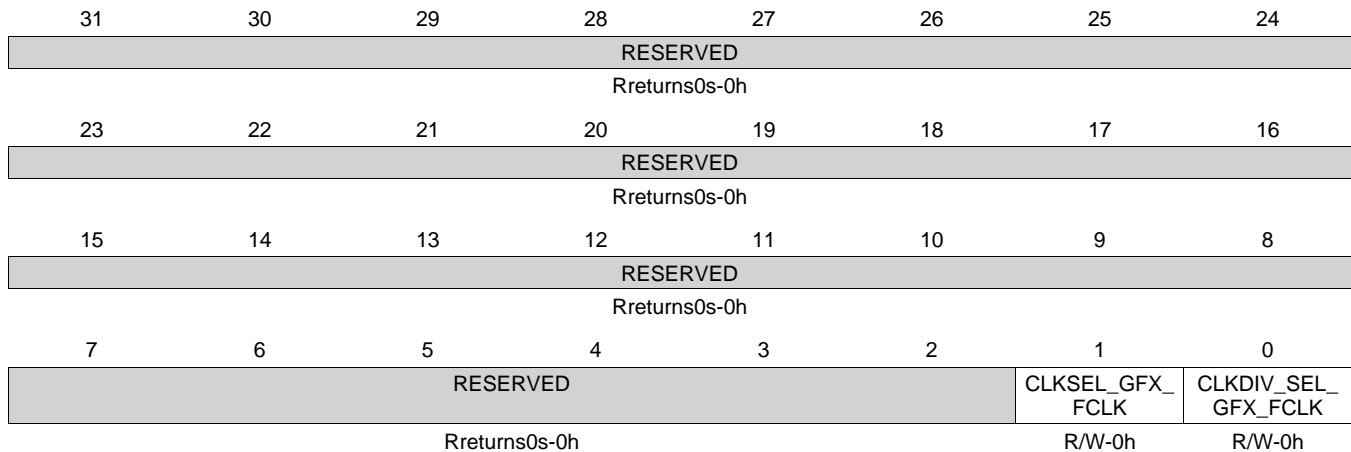 31 30 29 28 27 26 25 24
RESERVED
Rreturns0s-0h
23 22 21 20 19 18 17 16
RESERVED
Rreturns0s-0h
15 14 13 12 11 10 9 8
RESERVED
Rreturns0s-0h
7 6 5 4 3 2 1 0
RESERVED CLKSEL_GFX_ CLKDIV_SEL_
FCLK GFX_FCLK
Rreturns0s-0h R/W-0h R/W-0h